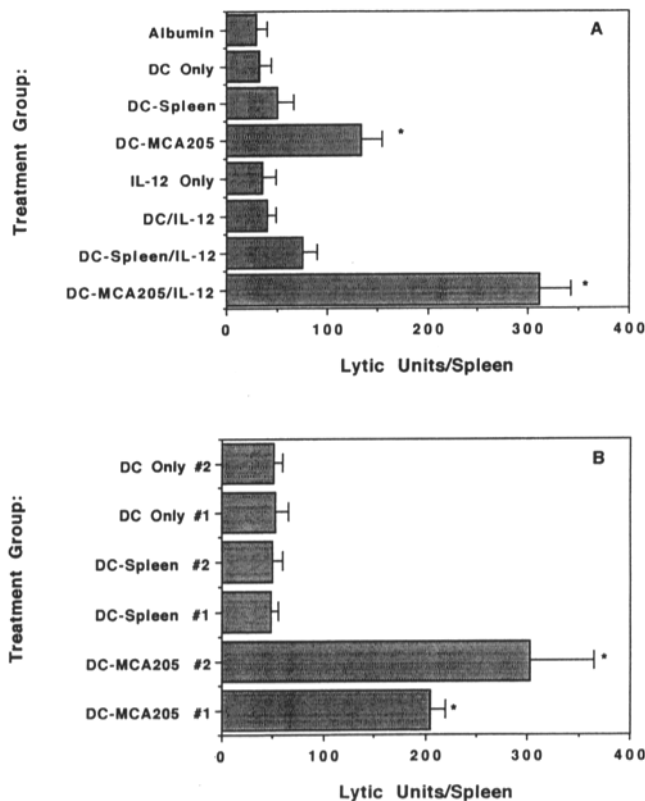 Treatment Group:
A
Albumin
DC Only
DC-Spleen
DC-MCA205
*
IL-12 Only
DC/IL-12
DC-Spleen/IL-12
DC-MCA205/IL-12
*
0 100 200 300 400
Lytic Units/Spleen
Treatment Group:
B
DC Only #2
DC Only #1
DC-Spleen #2
DC-Spleen #1
DC-MCA205 #2
*
DC-MCA205 #1
*
0 100 200 300 400
Lytic Units/Spleen